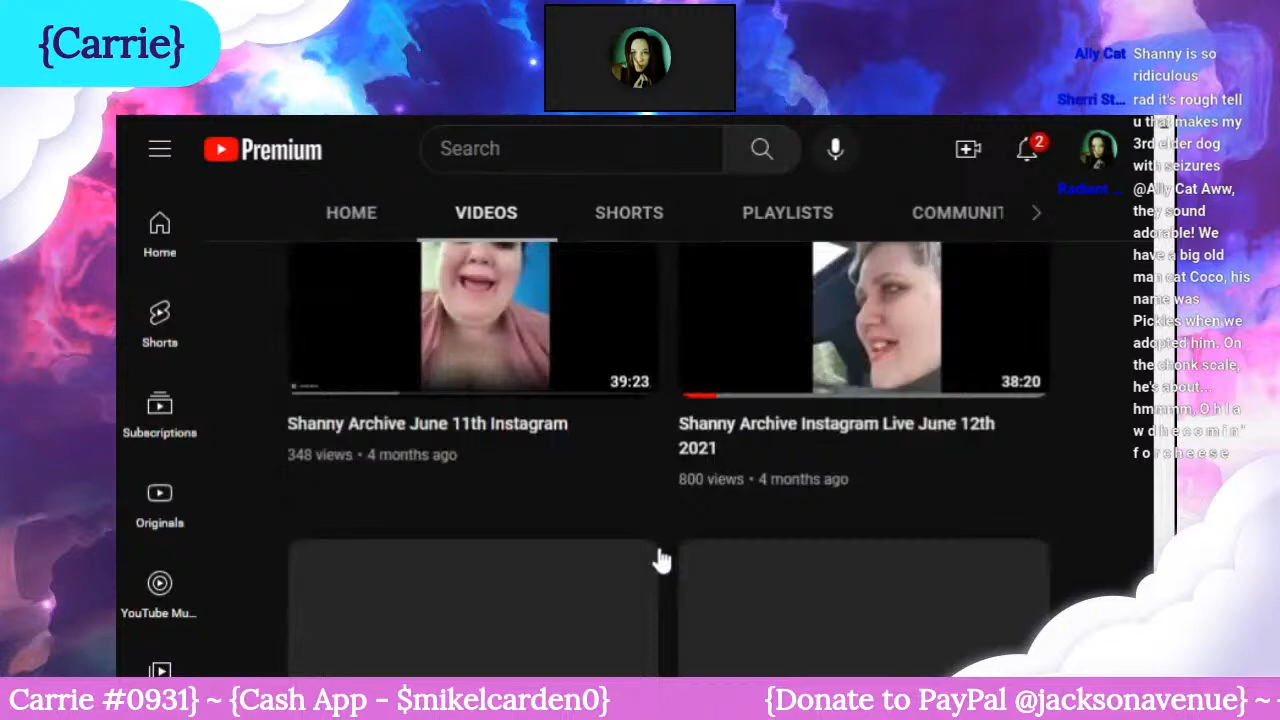 {Carrie}
Premium
Search
2
HOME
VIDEOS
SHORTS
PLAYLISTS
COMMUNIT
Home
Shorts
Subscriptions
Originals
YouTube Mu...
39:23
Shanny Archive June 11th Instagram
348 views • 4 months ago
38:20
Shanny Archive Instagram Live June 12th
2021
800 views • 4 months ago
Ally Cat Shanny is so
ridiculous
Sherri St... rad it's rough tell
u that makes my
3rd elder dog
with seizures
Radiant ... @Ally Cat Aww,
they sound
adorable! We
have a big old
man cat Coco, his
name was
Pickles when we
adopted him. On
the chonk scale,
he's about...
hmmmm, O h l a
w d h e c o m i n '
f o r c h e e s e
Carrie #0931} ~ {Cash App - $mikelcarden0}
{Donate to PayPal @jacksonavenue} ~